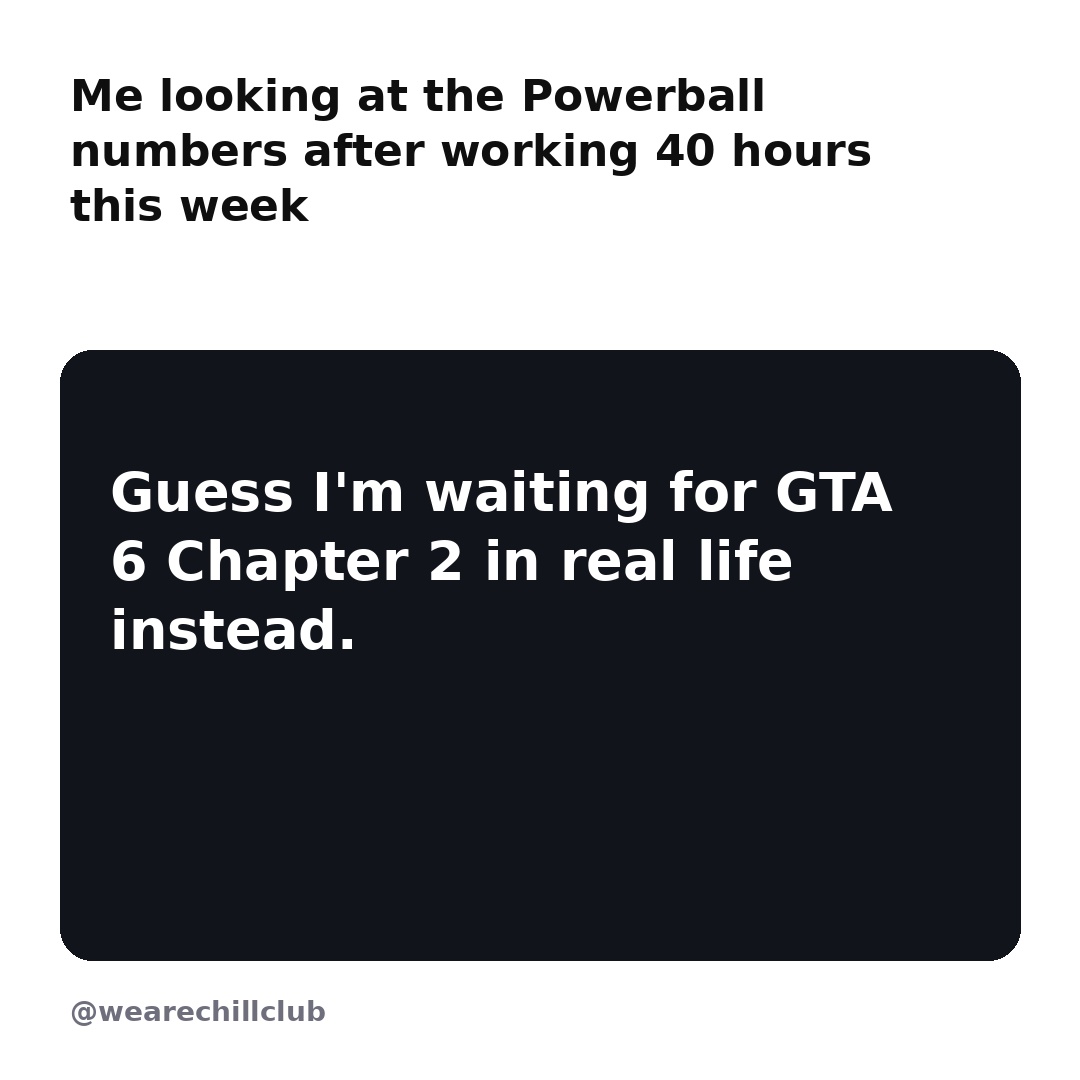 Me looking at the Powerball
numbers after working 40 hours
this week
Guess I'm waiting for GTA
6 Chapter 2 in real life
instead.
@wearechillclub